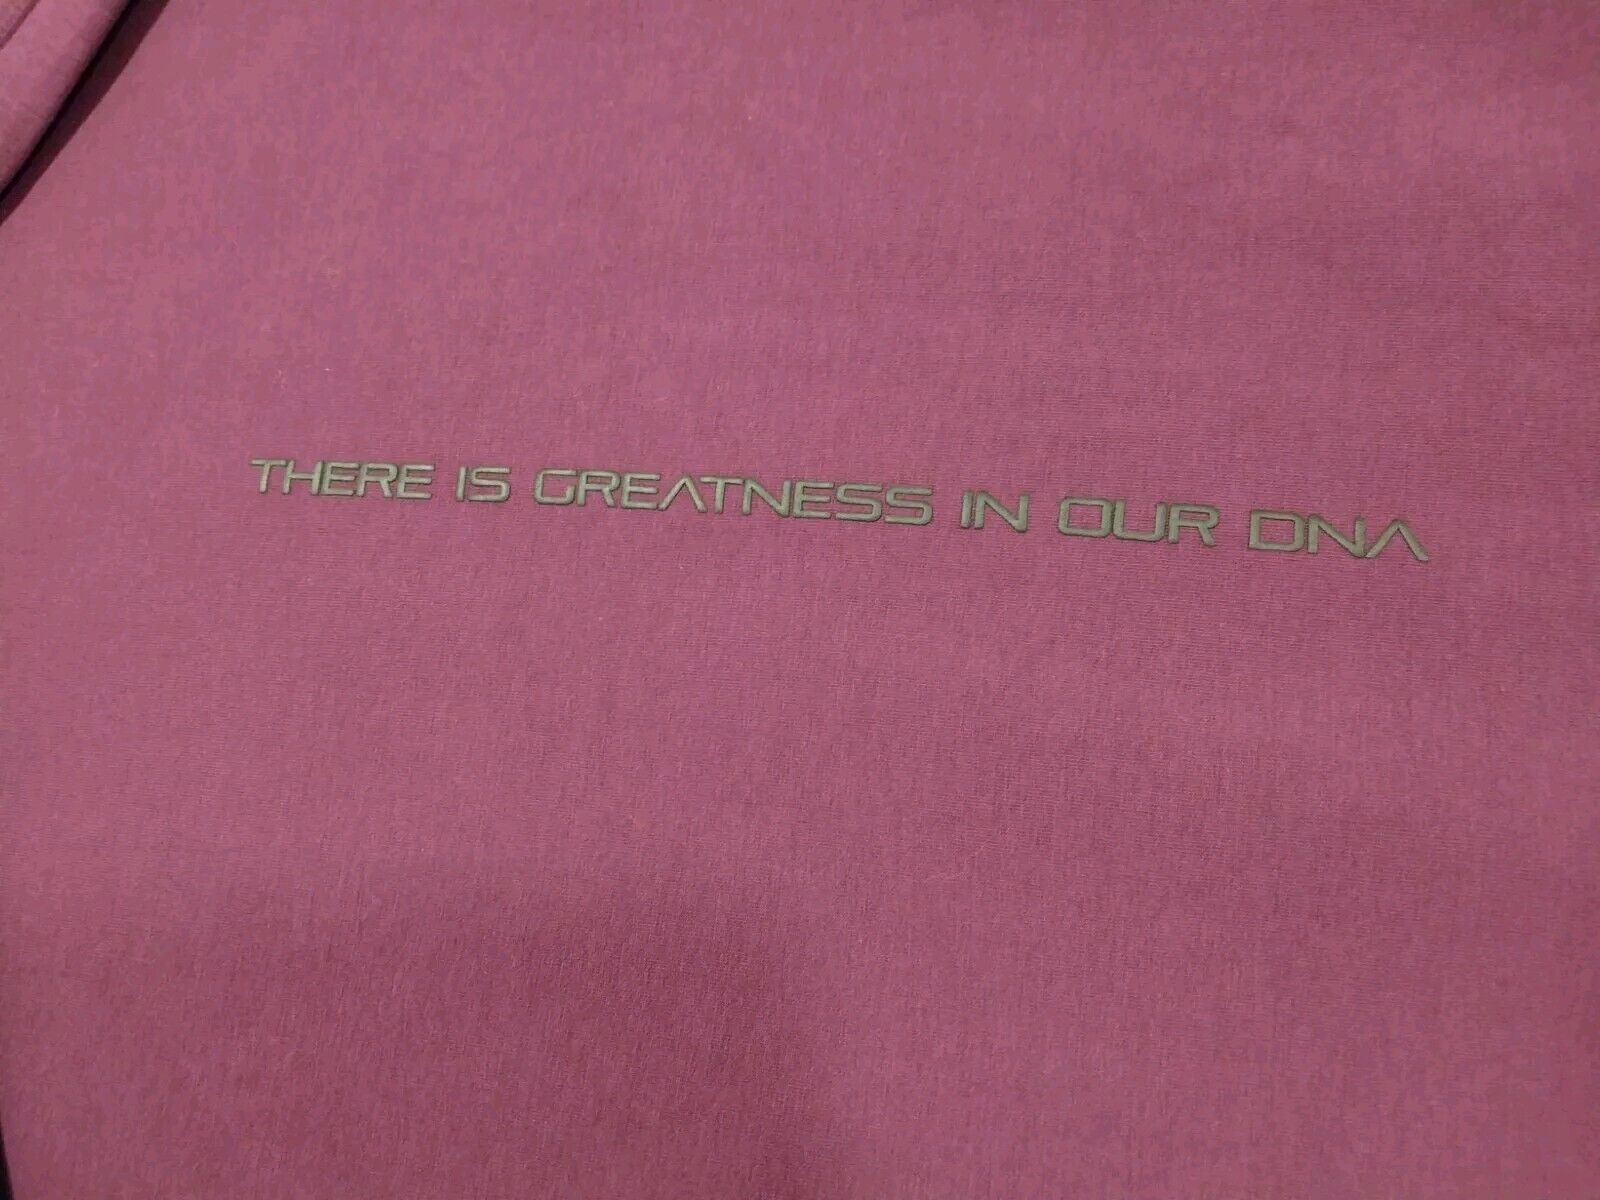 THERE IS GREATNESS IN OUR DNA